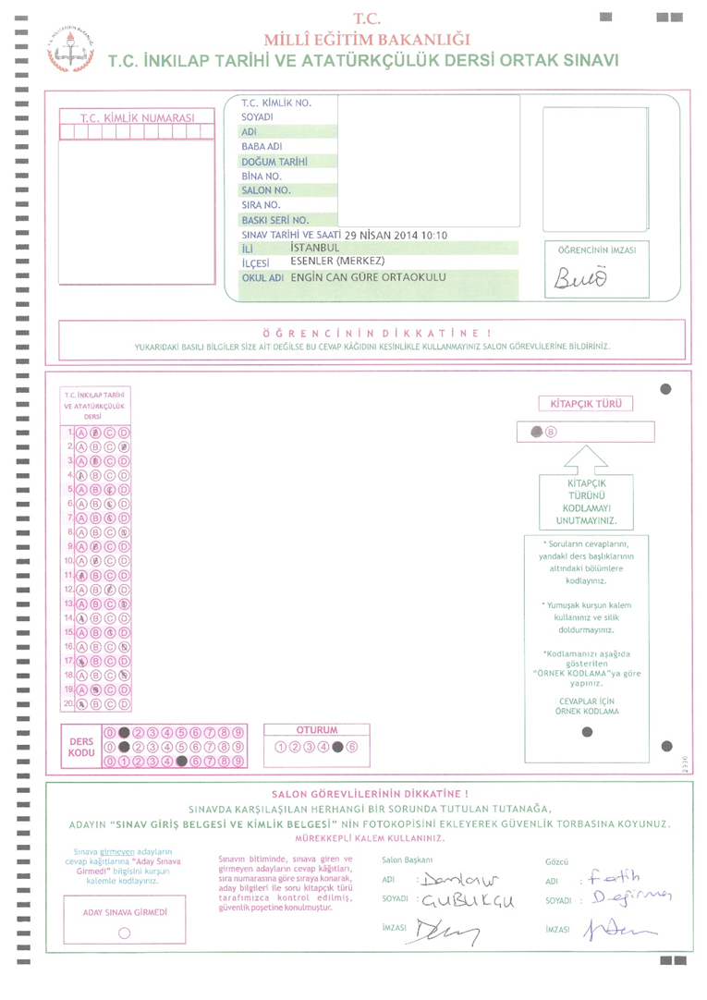 T.C.
MİLLÎ EĞİTİM BAKANLIĞI
T.C. İNKILAP TARİHİ VE ATATÜRKÇÜLÜK DERSİ ORTAK SINAVI
T.C. KİMLİK NUMARASI
T.C. KİMLİK NO.
SOYADI
ADI
BABA ADI
DOĞUM TARİHİ
BİNA NO.
SALON NO.
SIRA NO.
BASKI SERİ NO.
SINAV TARİHİ VE SAATİ 29 NİSAN 2014 10:10
İLİ İSTANBUL
İLÇESİ ESENLER (MERKEZ)
OKUL ADI ENGİN CAN GÜRE ORTAOKULU
ÖĞRENCİNİN İMZASI
ÖĞRENCİNİN DİKKATİNE !
YUKARIDAKİ BASILI BİLGİLER SİZE AİT DEĞİLSE BU CEVAP KÂĞIDINI KESİNLİKLE KULLANMAYINIZ SALON GÖREVLİLERİNE BİLDİRİNİZ.
T.C. İNKILAP TARİHİ
VE ATATÜRKÇÜLÜK
DERSİ
1. A B C D
2. A B C D
3. A B C D
4. A B C D
5. A B C D
6. A B C D
7. A B C D
8. A B C D
9. A B C D
10. A B C D
11. A B C D
12. A B C D
13. A B C D
14. A B C D
15. A B C D
16. A B C D
17. A B C D
18. A B C D
19. A B C D
20. A B C D
KİTAPÇIK TÜRÜ
B
KİTAPÇIK
TÜRÜNÜ
KODLAMAYI
UNUTMAYINIZ.
* Soruların cevaplarını,
yandaki ders başlıklarının
altındaki bölümlere
kodlayınız.
* Yumuşak kurşun kalem
kullanınız ve silik
doldurmayınız.
*Kodlamanızı aşağıda
gösterilen
"ÖRNEK KODLAMA"ya göre
yapınız.
CEVAPLAR İÇİN
ÖRNEK KODLAMA
DERS
KODU
0 2 3 4 5 6 7 8 9
0 2 3 4 5 6 7 8 9
0 1 2 3 4 6 7 8 9
OTURUM
1 2 3 4 6
2990
SALON GÖREVLİLERİNİN DİKKATİNE !
SINAVDA KARŞILAŞILAN HERHANGİ BİR SORUNDA TUTULAN TUTANAĞA,
ADAYIN "SINAV GİRİŞ BELGESİ VE KİMLİK BELGESİ" NİN FOTOKOPİSİNİ EKLEYEREK GÜVENLİK TORBASINA KOYUNUZ.
MÜREKKEPLİ KALEM KULLANINIZ.
Sınava girmeyen adayların
cevap kağıtlarına "Aday Sınava
Girmedi" bilgisini kurşun
kalemle kodlayınız.
ADAY SINAVA GİRMEDİ
Sınavın bitiminde, sınava giren ve
girmeyen adayların cevap kâğıtları,
sıra numarasına göre sıraya konarak,
aday bilgileri ile soru kitapçık türü
tarafımızca kontrol edilmiş,
güvenlik poşetine konulmuştur.
Salon Başkanı
ADI :
SOYADI :
İMZASI
Gözcü
ADI : Fatih
SOYADI :
İMZASI